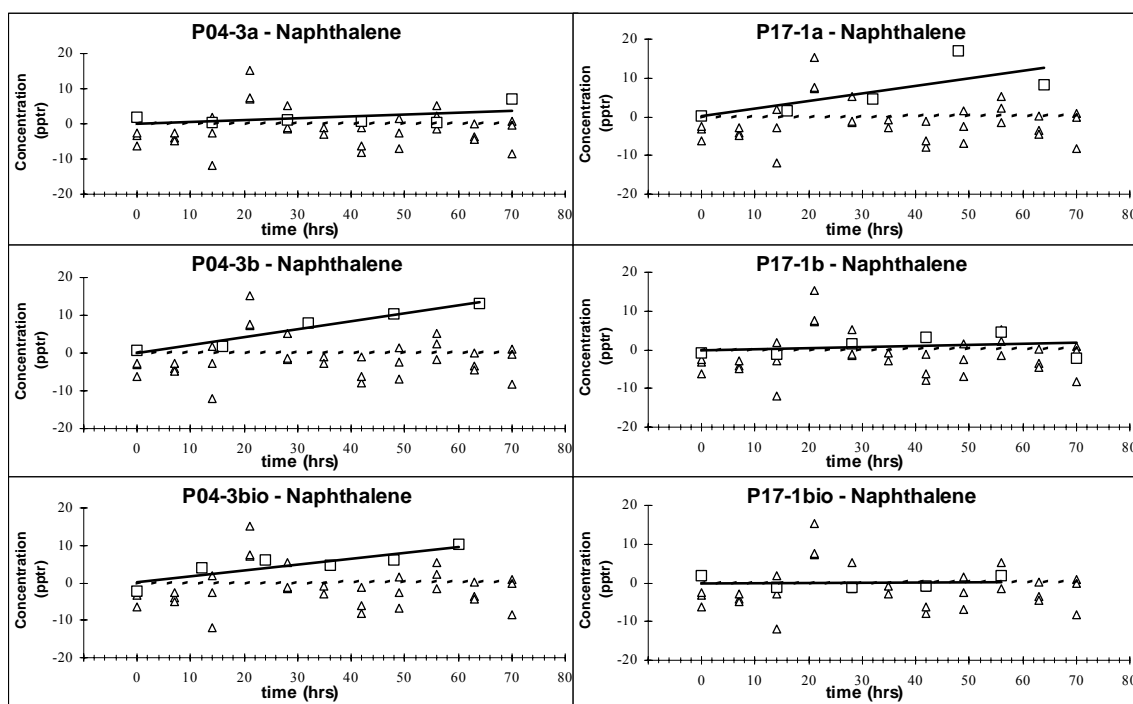 P04-3a - Naphthalene
Concentration
(pptr)
20
10
0
-10
-20
0 10 20 30 40 50 60 70 80
time (hrs)
P17-1a - Naphthalene
Concentration
(pptr)
20
10
0
-10
-20
0 10 20 30 40 50 60 70 80
time (hrs)
P04-3b - Naphthalene
Concentration
(pptr)
20
10
0
-10
-20
0 10 20 30 40 50 60 70 80
time (hrs)
P17-1b - Naphthalene
Concentration
(pptr)
20
10
0
-10
-20
0 10 20 30 40 50 60 70 80
time (hrs)
P04-3bio - Naphthalene
Concentration
(pptr)
20
10
0
-10
-20
0 10 20 30 40 50 60 70 80
time (hrs)
P17-1bio - Naphthalene
Concentration
(pptr)
20
10
0
-10
-20
0 10 20 30 40 50 60 70 80
time (hrs)